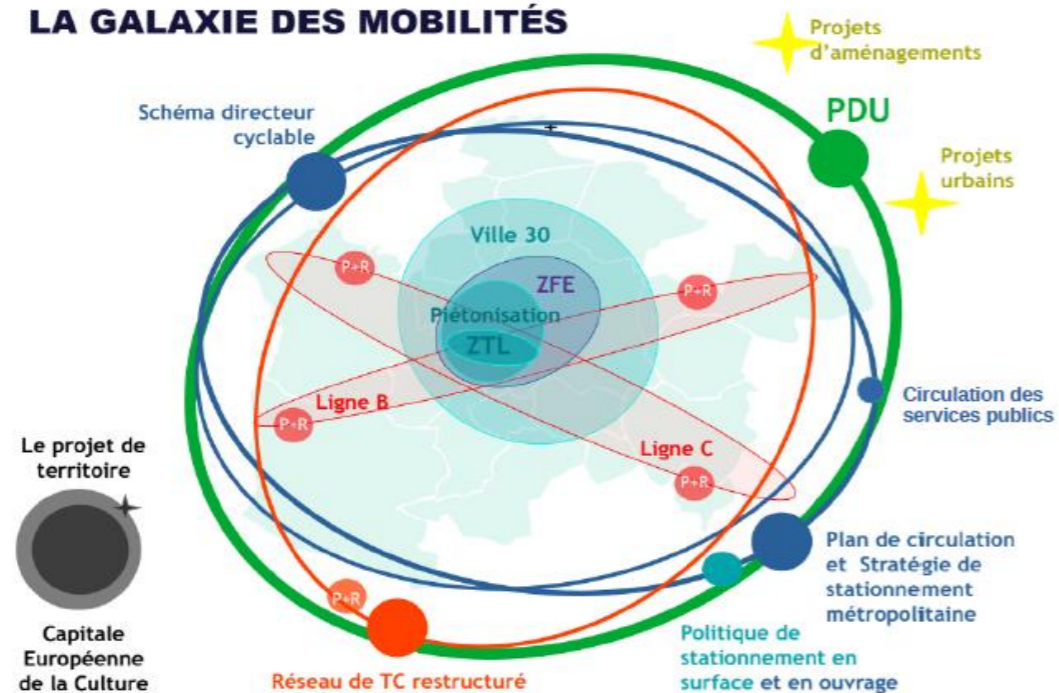 LA GALAXIE DES MOBILITÉS
Projets
d'aménagements
PDU
Schéma directeur
cyclable
Projets
urbains
Ville 30
P+R
ZFE
P+R
Piétonisation
ZTL
Ligne B
P+R
Circulation des
services publics
Ligne C
P+R
Le projet de
territoire
Plan de circulation
et Stratégie de
stationnement
métropolitaine
P+R
Capitale
Européenne
de la Culture
Réseau de TC restructuré
Politique de
stationnement en
surface et en ouvrage